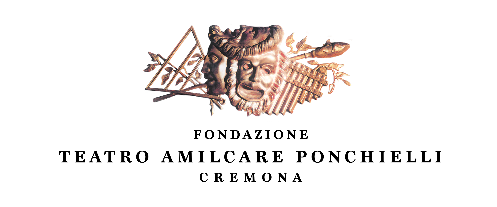 FONDAZIONE
TEATRO AMILCARE PONCHIELLI
CREMONA